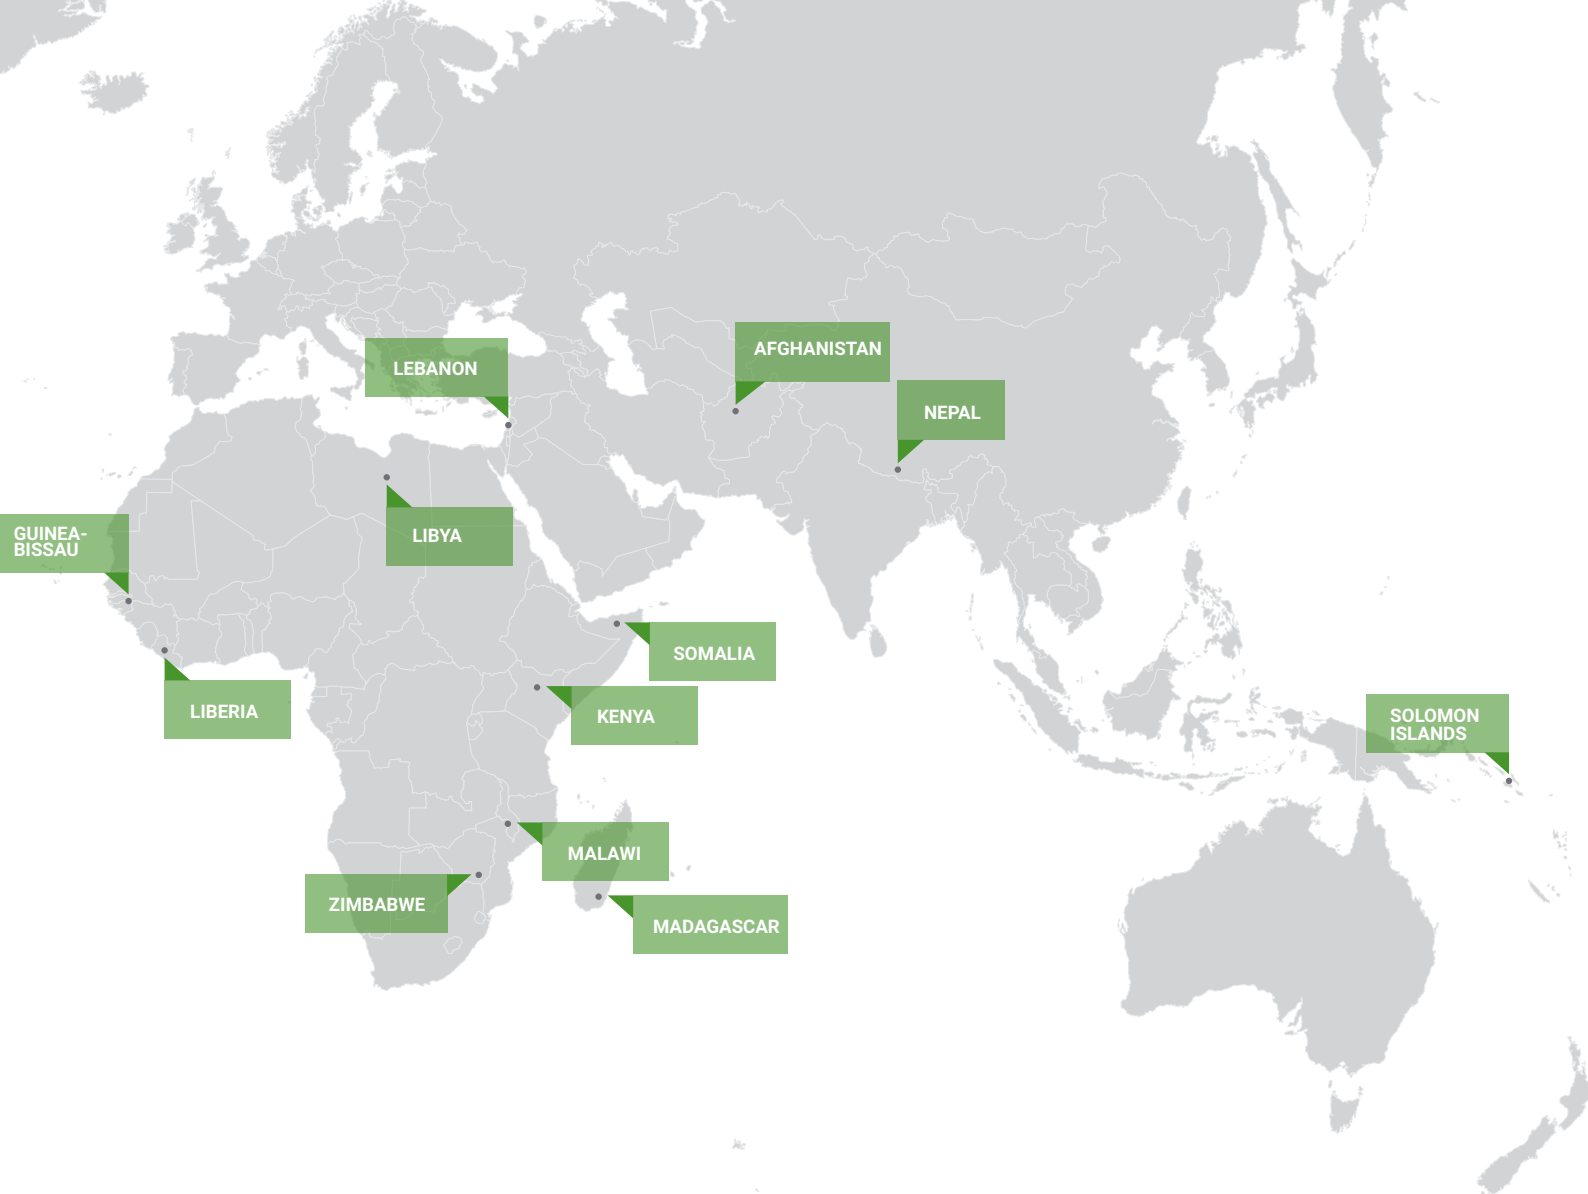 AFGHANISTAN
LEBANON
NEPAL
GUINEA-
BISSAU
LIBYA
SOMALIA
LIBERIA
KENYA
SOLOMON
ISLANDS
MALAWI
ZIMBABWE
MADAGASCAR